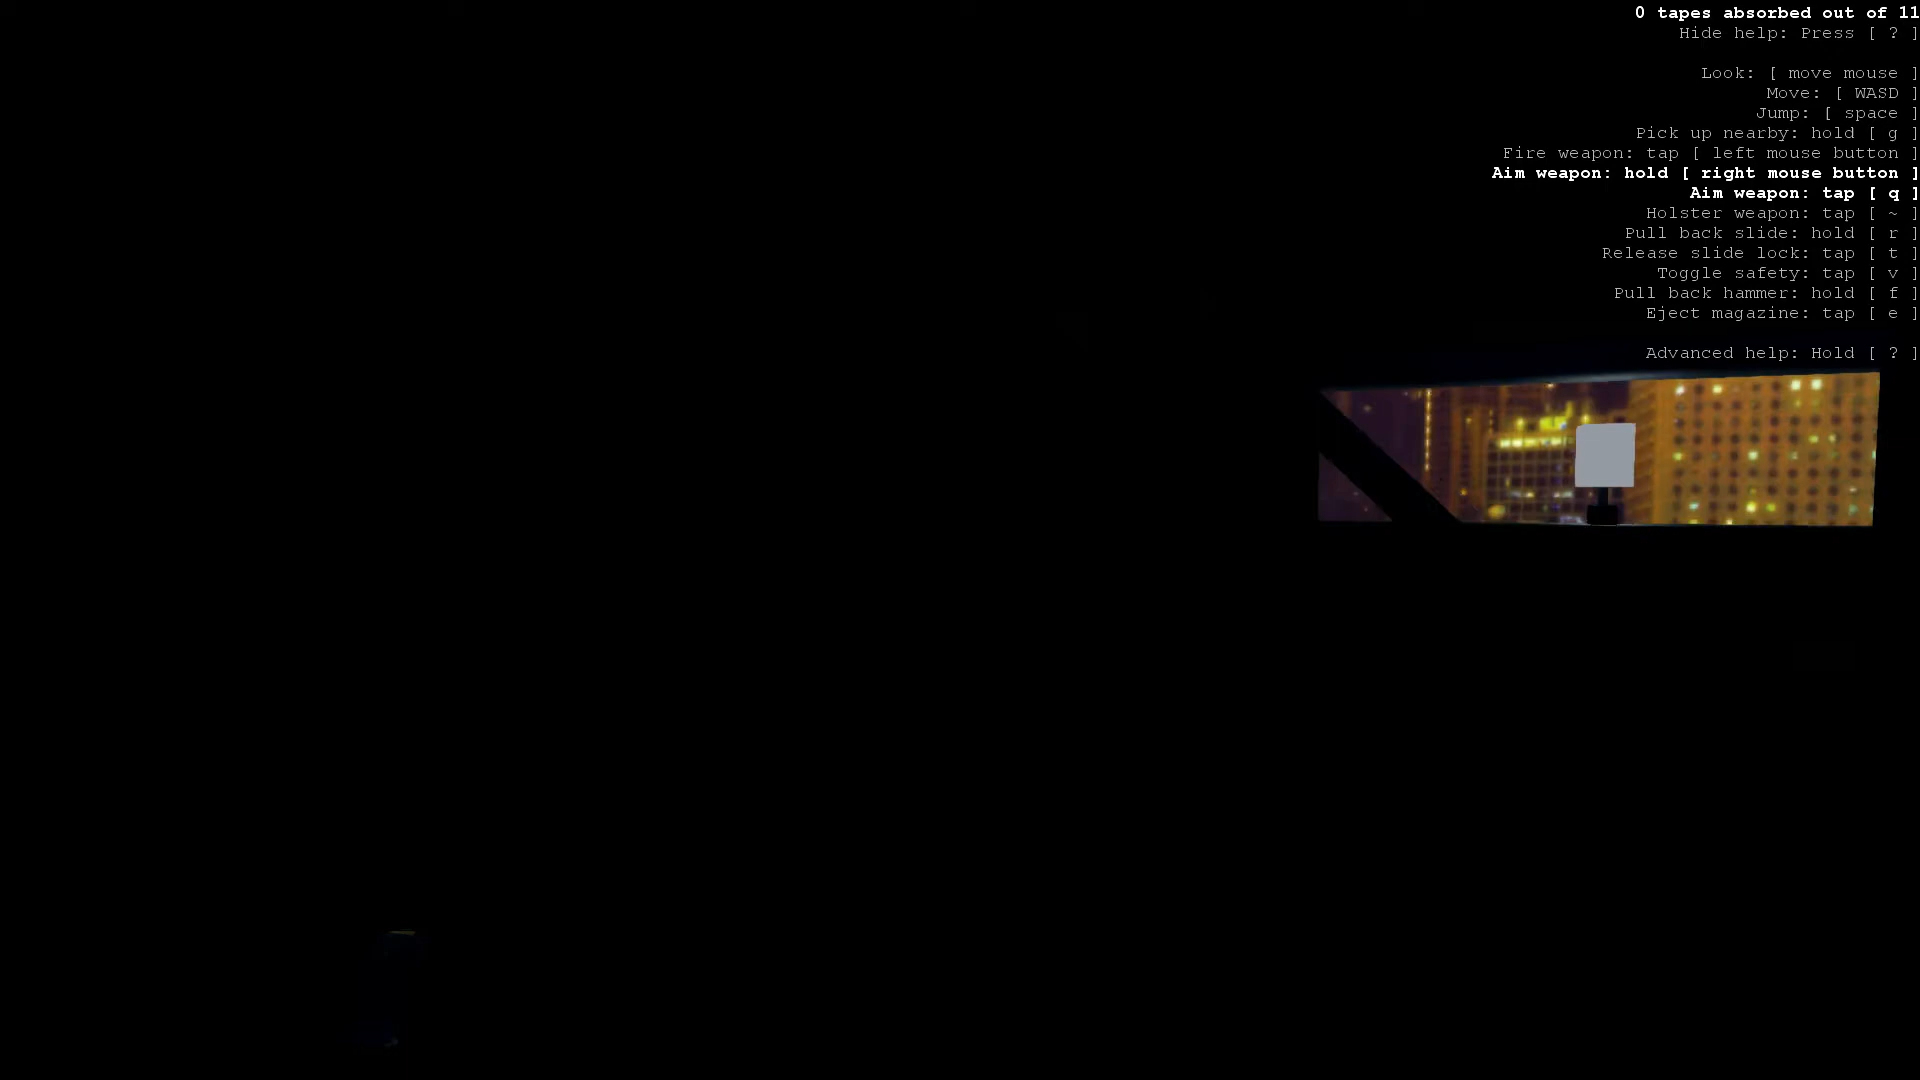 0 tapes absorbed out of 11
Hide help: Press [ ? ]
Look: [ move mouse ]
Move: [ WASD ]
Jump: [ space ]
Pick up nearby: hold [ g ]
Fire weapon: tap [ left mouse button ]
Aim weapon: hold [ right mouse button ]
Aim weapon: tap [ q ]
Holster weapon: tap [ ~ ]
Pull back slide: hold [ r ]
Release slide lock: tap [ t ]
Toggle safety: tap [ v ]
Pull back hammer: hold [ f ]
Eject magazine: tap [ e ]
Advanced help: Hold [ ? ]